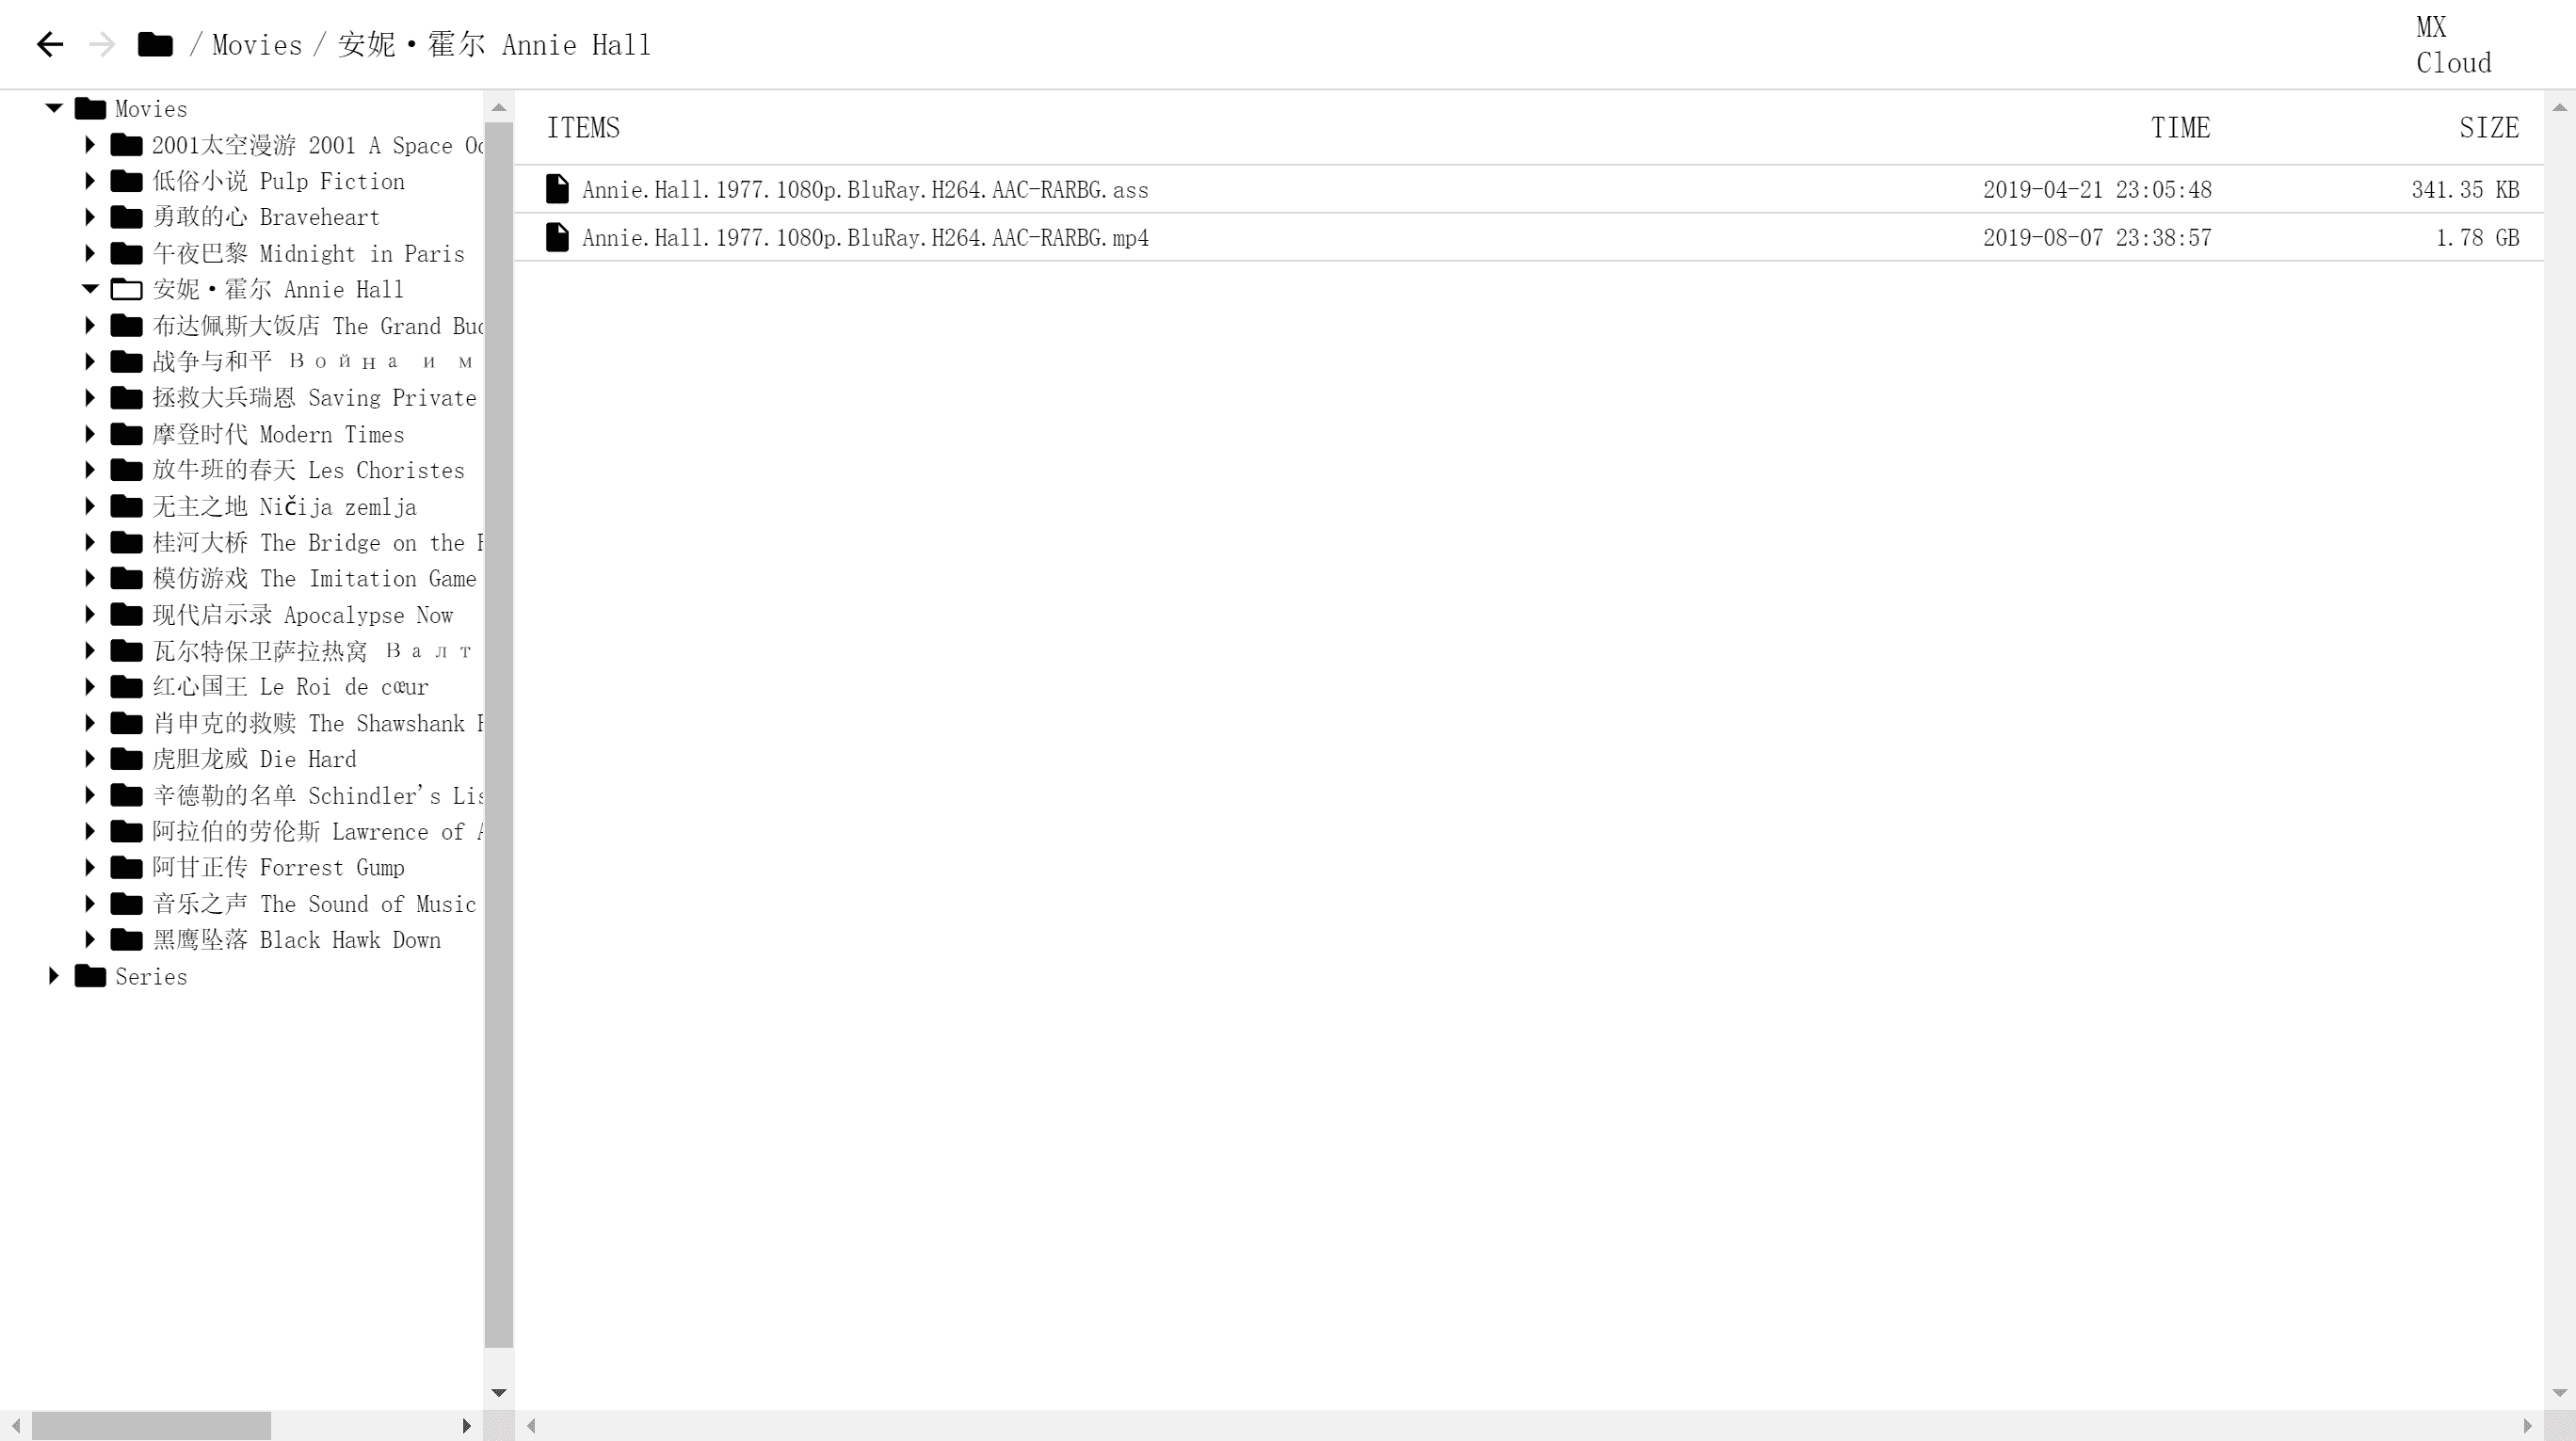 / Movies / 安妮·霍尔 Annie Hall
MX
Cloud
Movies
2001太空漫游 2001 A Space
低俗小说 Pulp Fiction
勇敢的心 Braveheart
午夜巴黎 Midnight in Paris
安妮·霍尔 Annie Hall
布达佩斯大饭店 The Grand
战争与和平 Война и м
拯救大兵瑞恩 Saving Private
摩登时代 Modern Times
放牛班的春天 Les Choristes
无主之地 Ničija zemlja
桂河大桥 The Bridge on the
模仿游戏 The Imitation Game
现代启示录 Apocalypse Now
瓦尔特保卫萨拉热窝 Валт
红心国王 Le Roi de cœur
肖申克的救赎 The Shawshank
虎胆龙威 Die Hard
辛德勒的名单 Schindler's Lis
阿拉伯的劳伦斯 Lawrence of
阿甘正传 Forrest Gump
音乐之声 The Sound of Music
黑鹰坠落 Black Hawk Down
Series
ITEMS TIME SIZE
Annie.Hall.1977.1080p.BluRay.H264.AAC-RARBG.ass 2019-04-21 23:05:48 341.35 KB
Annie.Hall.1977.1080p.BluRay.H264.AAC-RARBG.mp4 2019-08-07 23:38:57 1.78 GB